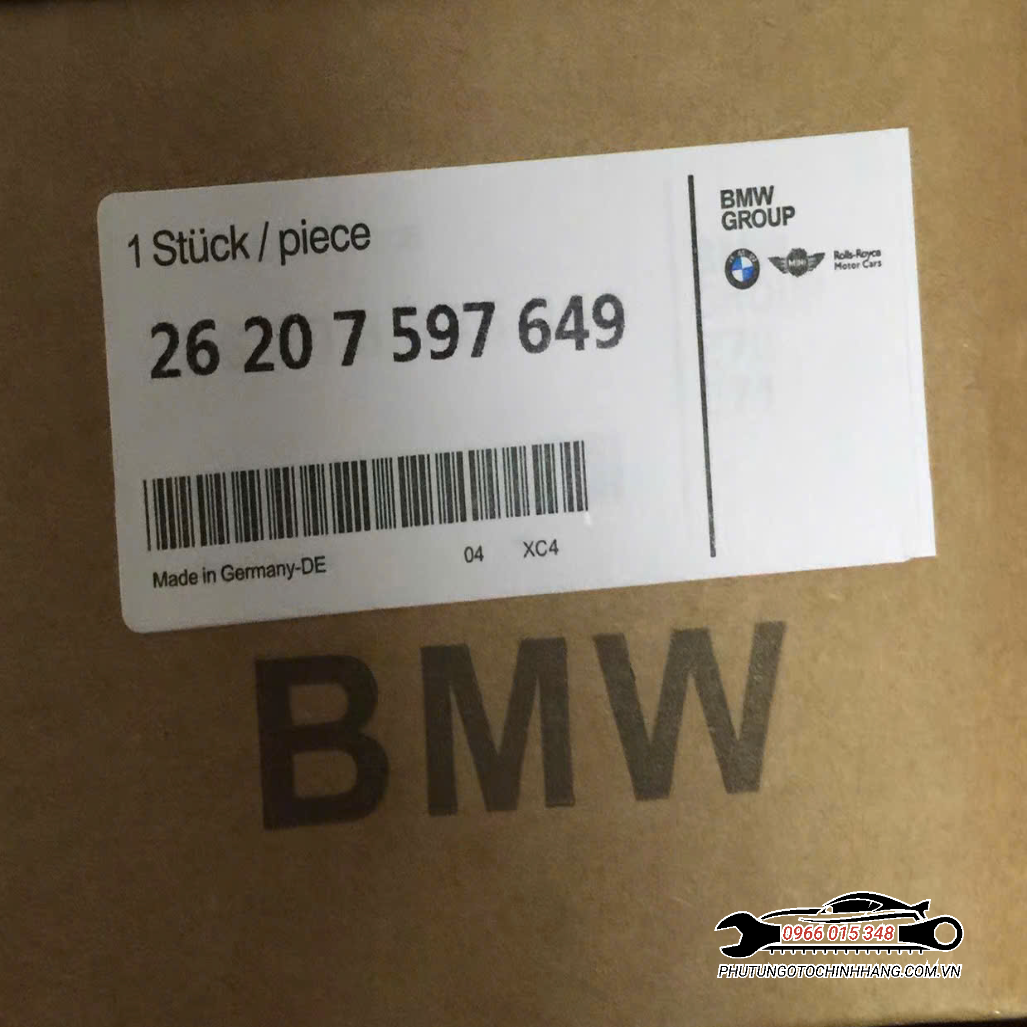 1 Stück / piece
26 20 7 597 649
Made in Germany-DE
04 XC4
BMW
GROUP
MINI
Rolls-Royce
Motor Cars
BMW
0966 015 348
PHUTUNGOTOCHINHHANG.COM.VN